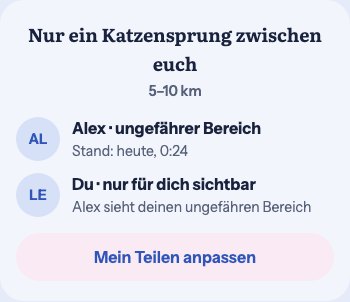 Nur ein Katzensprung zwischen
euch
5–10 km
AL
Alex · ungefährer Bereich
Stand: heute, 0:24
LE
Du · nur für dich sichtbar
Alex sieht deinen ungefähren Bereich
Mein Teilen anpassen